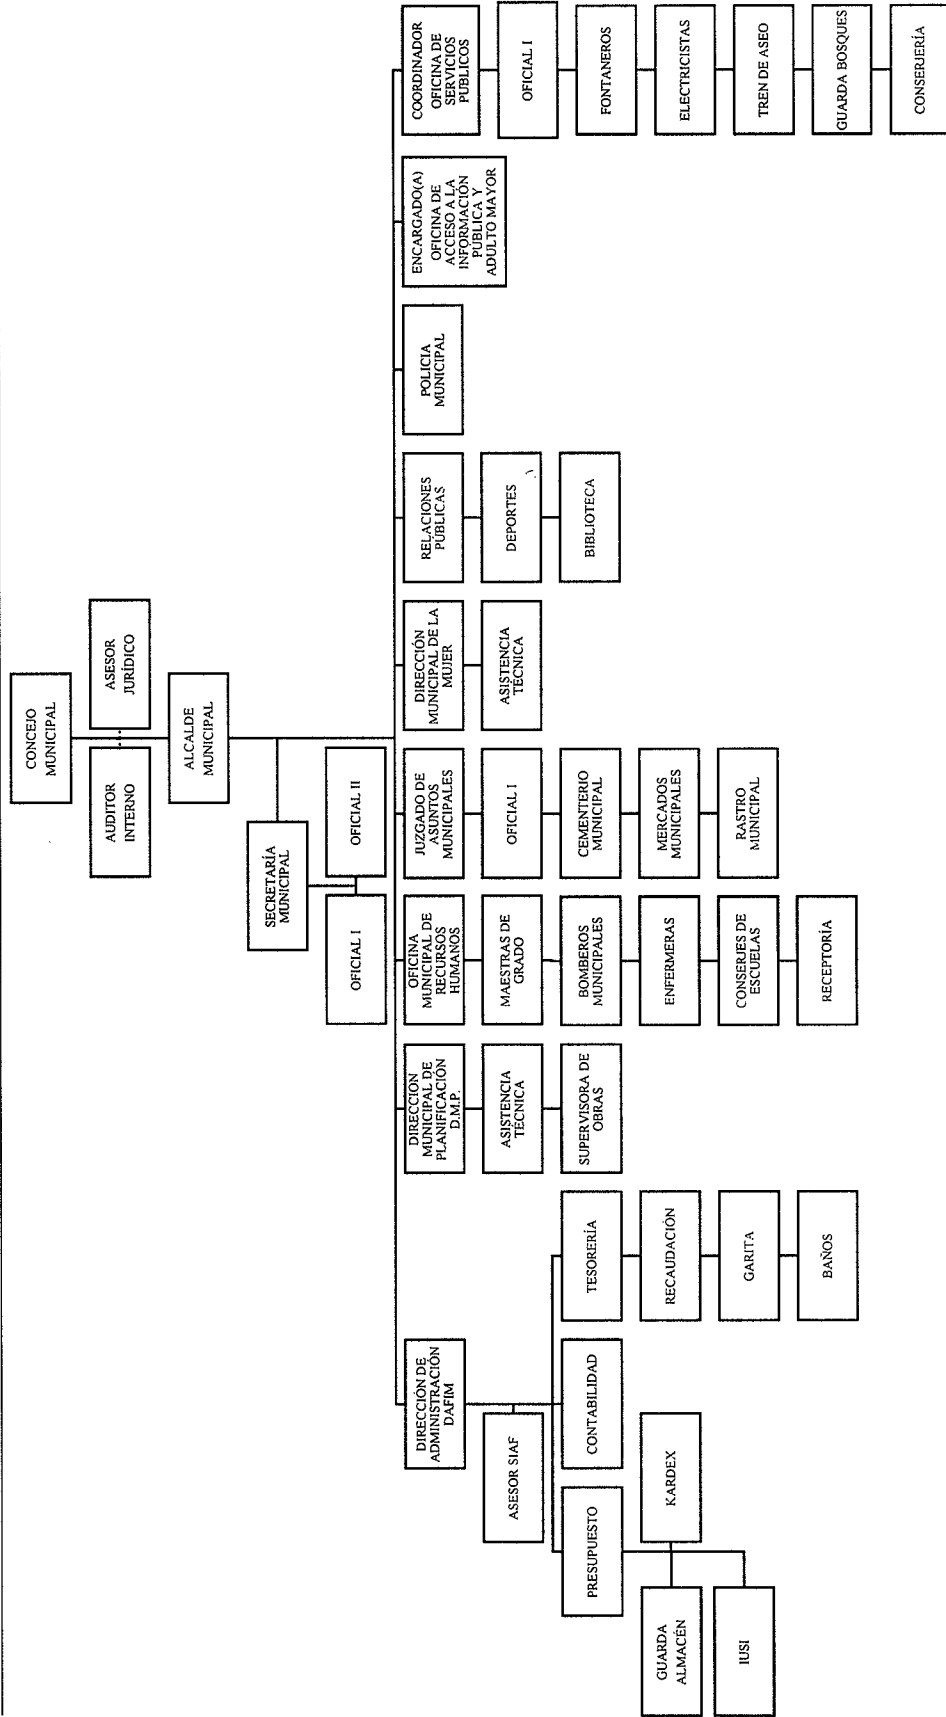 CONCEJO
MUNICIPAL
AUDITOR
INTERNO
ASESOR
JURÍDICO
ALCALDE
MUNICIPAL
SECRETARÍA
MUNICIPAL
OFICIAL I
OFICIAL II
DIRECCIÓN DE
ADMINISTRACIÓN
DAFIM
ASESOR SIAF
PRESUPUESTO
GUARDA
ALMACÉN
KARDEX
IUSI
CONTABILIDAD
TESORERÍA
RECAUDACIÓN
GARITA
BAÑOS
DIRECCION
MUNICIPAL DE
PLANIFICACIÓN
D.M.P.
ASISTENCIA
TÉCNICA
SUPERVISORA DE
OBRAS
OFICINA
MUNICIPAL DE
RECURSOS
HUMANOS
MAESTRAS DE
GRADO
BOMBEROS
MUNICIPALES
ENFERMERAS
CONSERJES DE
ESCUELAS
RECEPTORÍA
JUZGADO DE
ASUNTOS
MUNICIPALES
OFICIAL I
CEMENTERIO
MUNICIPAL
MERCADOS
MUNICIPALES
RASTRO
MUNICIPAL
DIRECCIÓN
MUNICIPAL DE LA
MUJER
ASISTENCIA
TÉCNICA
RELACIONES
PÚBLICAS
DEPORTES
BIBLIOTECA
POLICIA
MUNICIPAL
ENCARGADO(A)
OFICINA DE
ACCESO A LA
INFORMACIÓN
PÚBLICA Y
ADULTO MAYOR
COORDINADOR
OFICINA DE
SERVICIOS
PUBLICOS
OFICIAL I
FONTANEROS
ELECTRICISTAS
TREN DE ASEO
GUARDA BOSQUES
CONSERJERÍA